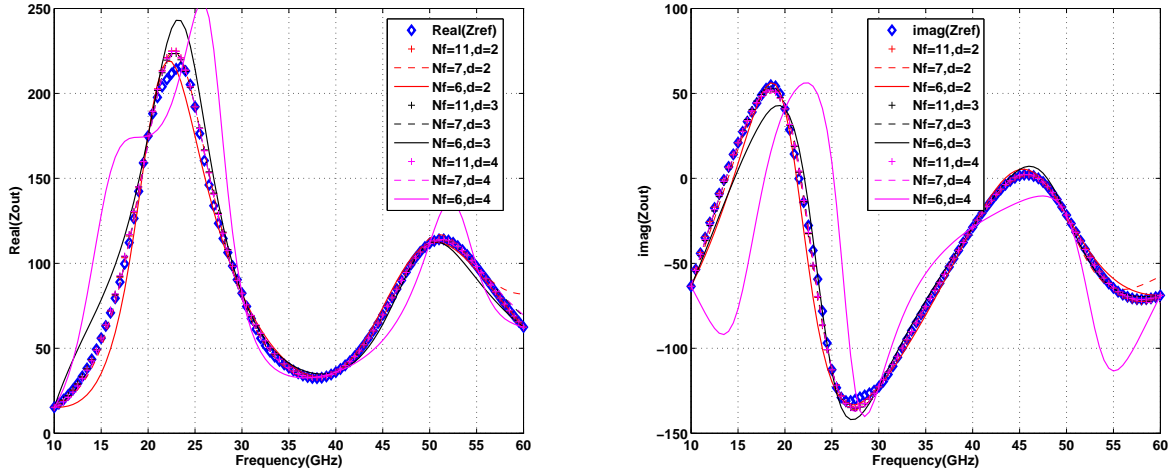 250
200
150
100
50
0
Real(Zout)
10 15 20 25 30 35 40 45 50 55 60
Frequency(GHz)
Real(Zref)
Nf=11,d=2
Nf=7,d=2
Nf=6,d=2
Nf=11,d=3
Nf=7,d=3
Nf=6,d=3
Nf=11,d=4
Nf=7,d=4
Nf=6,d=4
100
50
0
−50
−100
−150
imag(Zout)
10 15 20 25 30 35 40 45 50 55 60
Frequency(GHz)
imag(Zref)
Nf=11,d=2
Nf=7,d=2
Nf=6,d=2
Nf=11,d=3
Nf=7,d=3
Nf=6,d=3
Nf=11,d=4
Nf=7,d=4
Nf=6,d=4